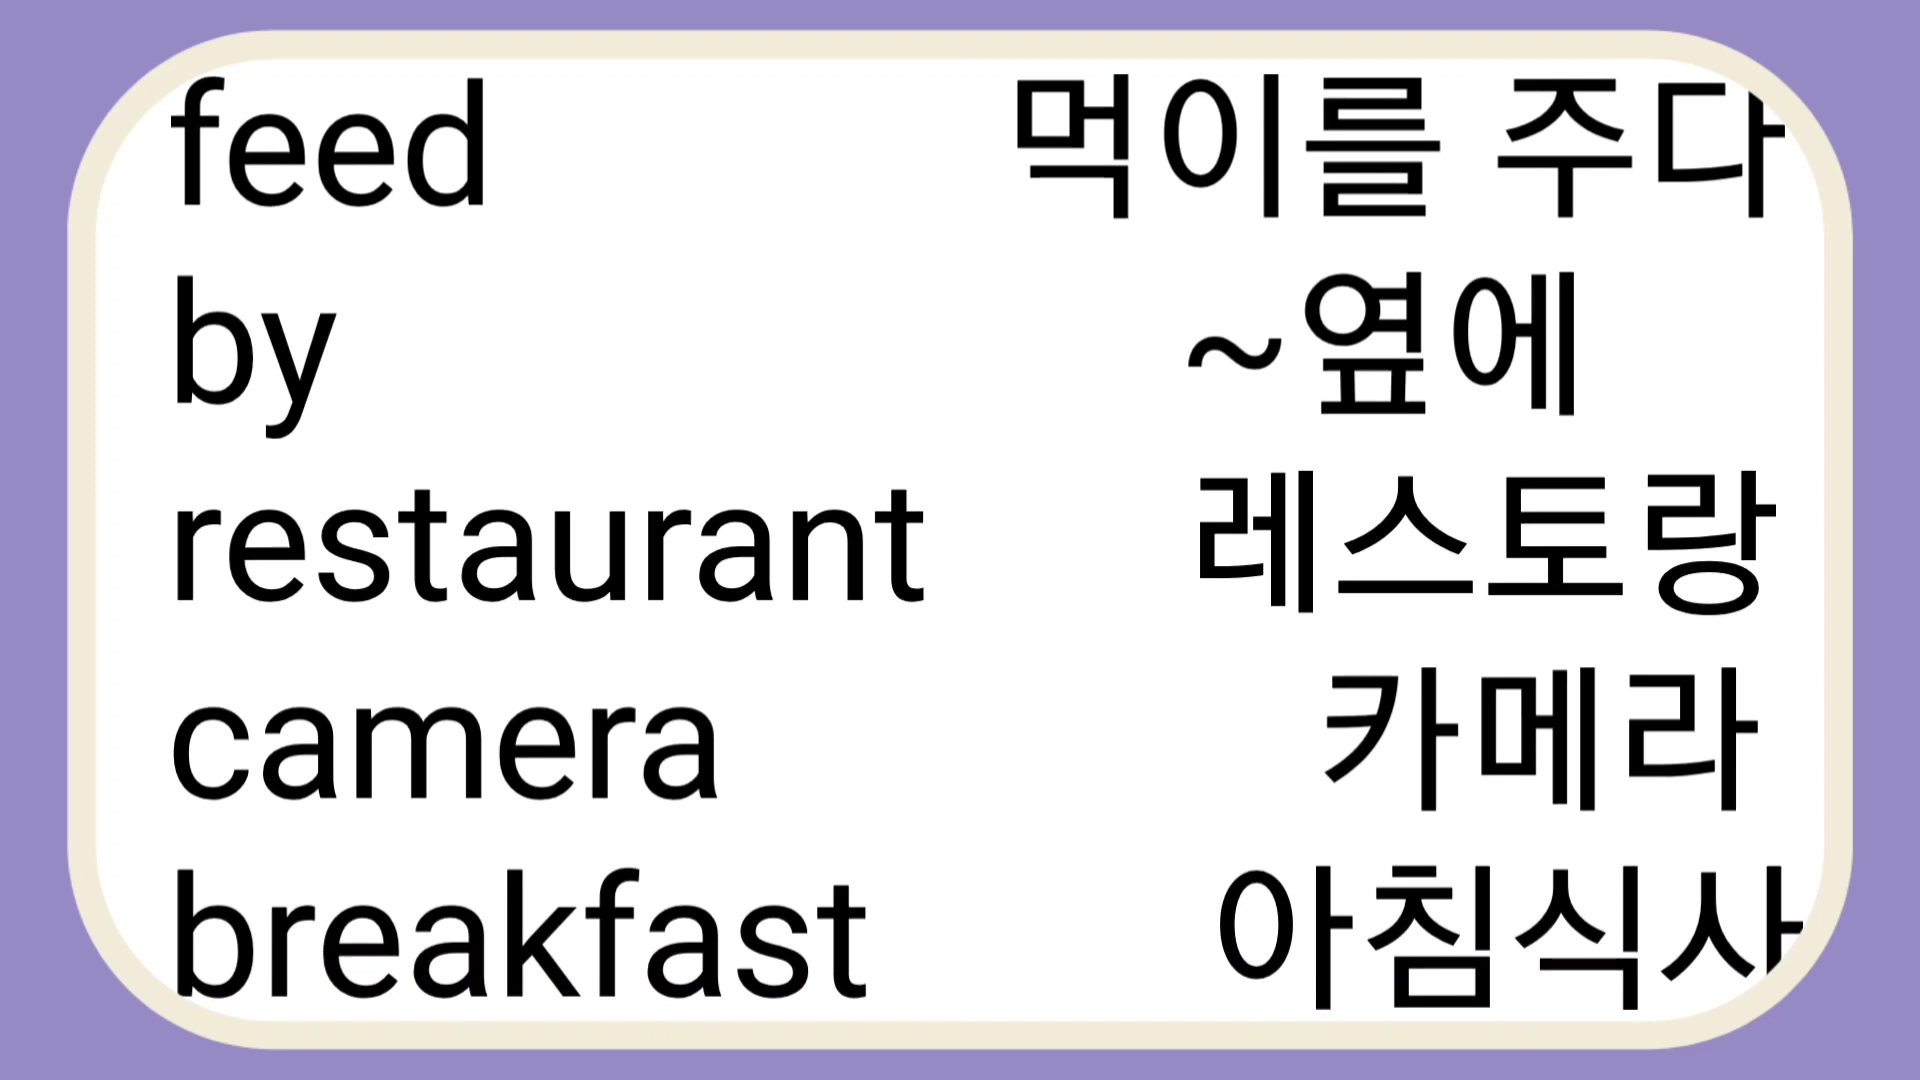 feed 먹이를 주다
by ~옆에
restaurant 레스토랑
camera 카메라
breakfast 아침식사